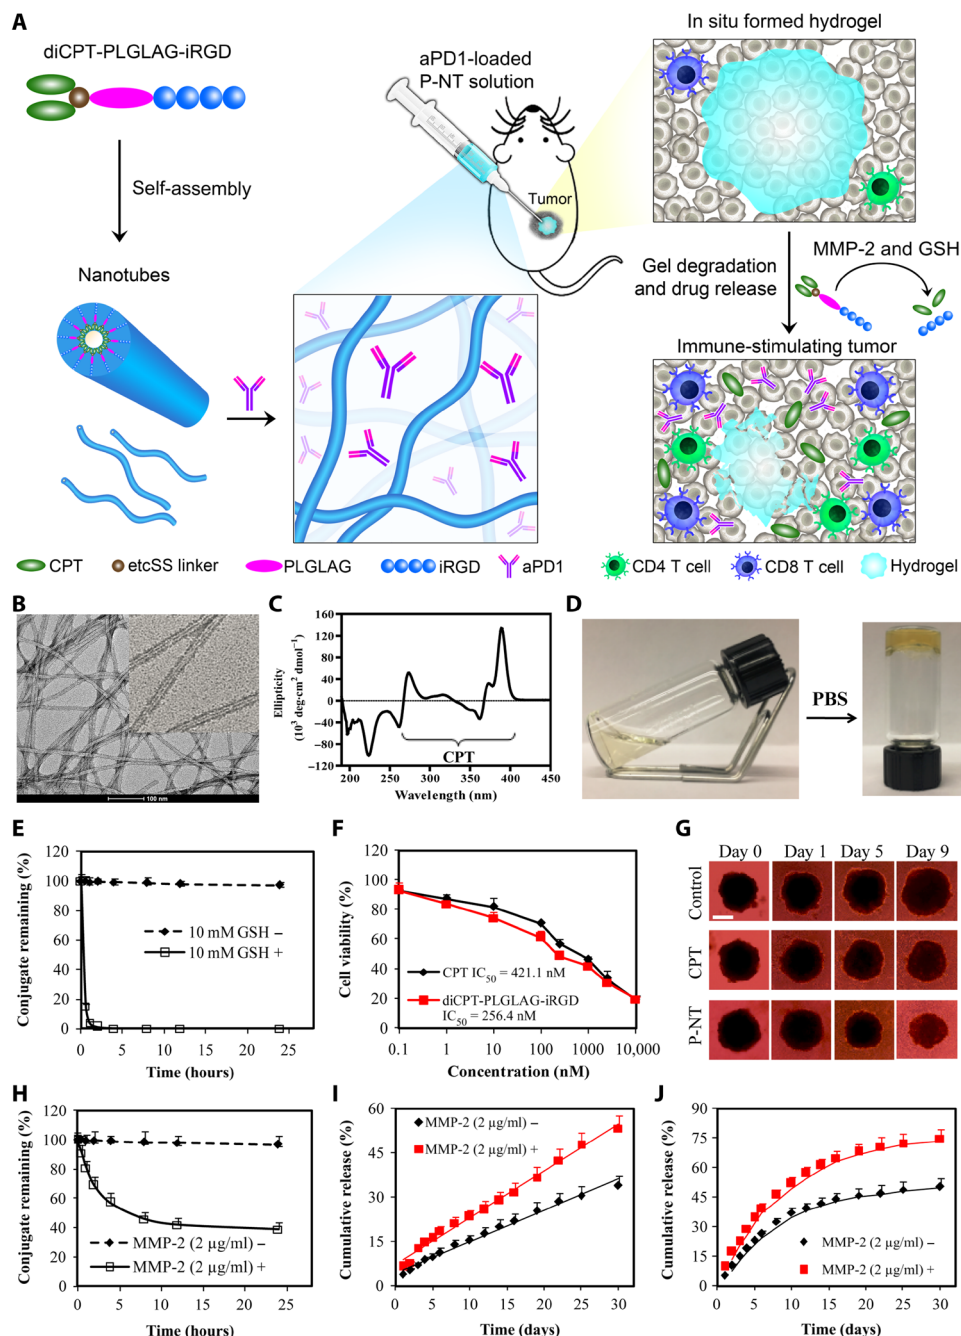 A
diCPT-PLGLAG-iRGD
Self-assembly
Nanotubes
aPD1-loaded
P-NT solution
Tumor
In situ formed hydrogel
Gel degradation
and drug release
MMP-2 and GSH
Immune-stimulating tumor
CPT
etcSS linker
PLGLAG
iRGD
aPD1
CD4 T cell
CD8 T cell
Hydrogel
B
100 nm
C
Ellipticity
(10³ deg·cm² dmol⁻¹)
160
120
80
40
0
−40
−80
−120
CPT
200 250 300 350 400 450
Wavelength (nm)
D
PBS
E
Conjugate remaining (%)
120
100
80
60
40
20
0
10 mM GSH −
10 mM GSH +
0 5 10 15 20 25
Time (hours)
F
Cell viability (%)
120
100
80
60
40
20
0
CPT IC₅₀ = 421.1 nM
diCPT-PLGLAG-iRGD
IC₅₀ = 256.4 nM
0.1 1 10 100 1000 10,000
Concentration (nM)
G
Day 0 Day 1 Day 5 Day 9
Control
CPT
P-NT
H
Conjugate remaining (%)
120
100
80
60
40
20
0
MMP-2 (2 µg/ml) −
MMP-2 (2 µg/ml) +
0 5 10 15 20 25
Time (hours)
I
Cumulative release (%)
60
45
30
15
0
MMP-2 (2 µg/ml) −
MMP-2 (2 µg/ml) +
0 5 10 15 20 25 30
Time (days)
J
Cumulative release (%)
90
75
60
45
30
15
0
MMP-2 (2 µg/ml) −
MMP-2 (2 µg/ml) +
0 5 10 15 20 25 30
Time (days)